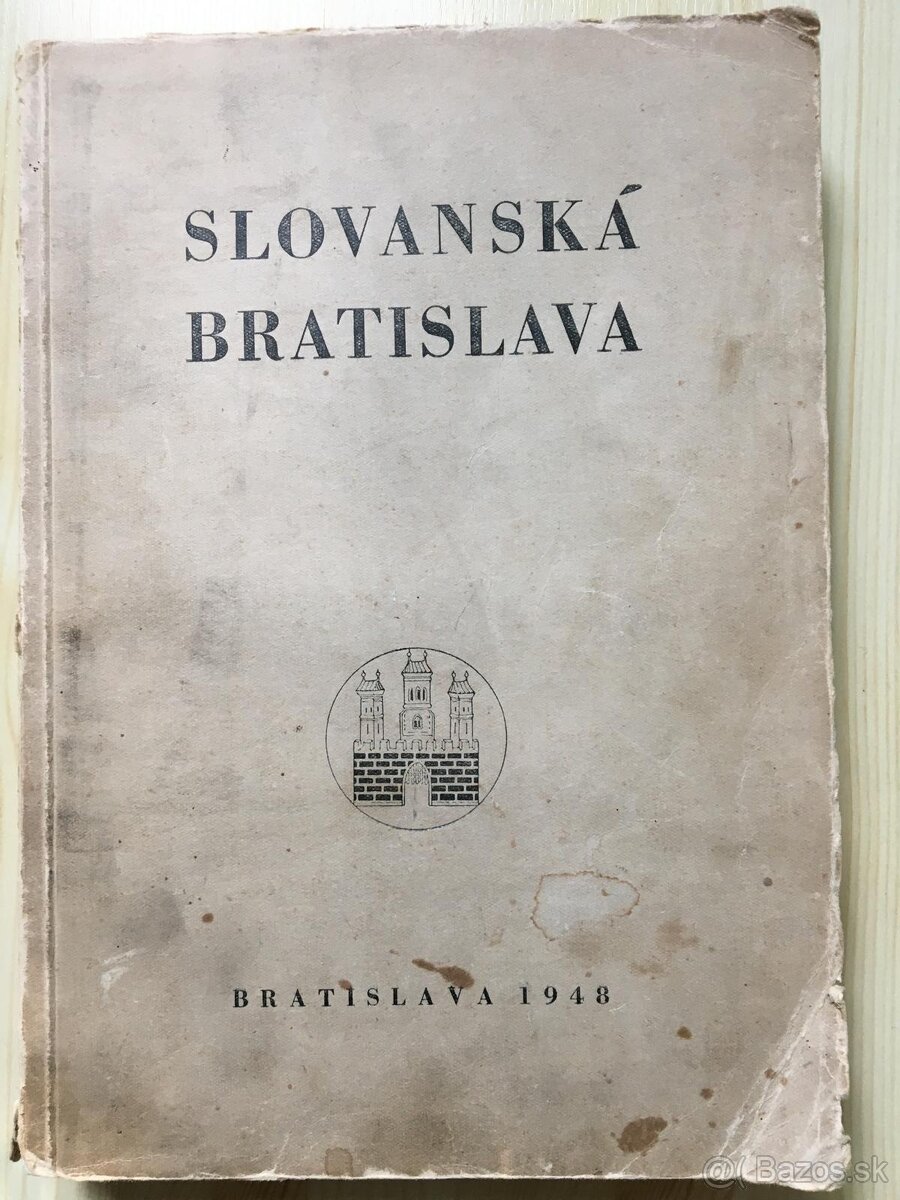 SLOVANSKÁ
BRATISLAVA
BRATISLAVA 1948
@( Bazos.sk